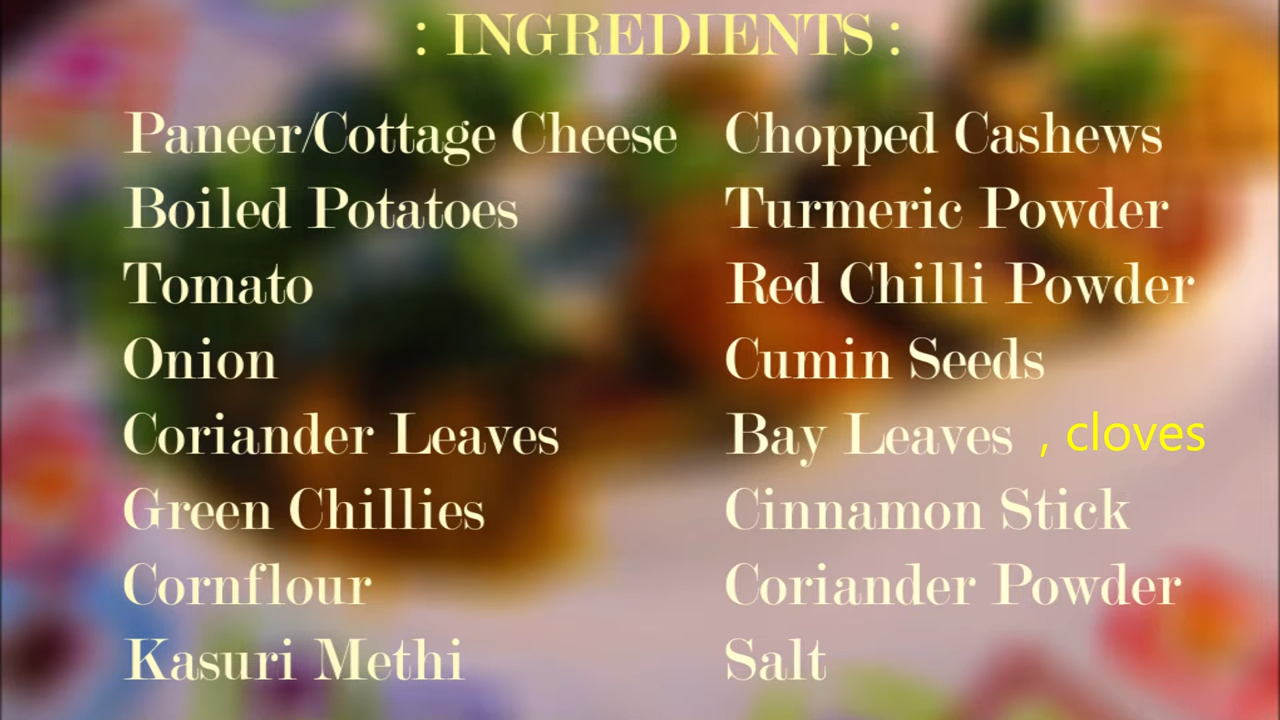 : INGREDIENTS :
Paneer/Cottage Cheese
Boiled Potatoes
Tomato
Onion
Coriander Leaves
Green Chillies
Cornflour
Kasuri Methi
Chopped Cashews
Turmeric Powder
Red Chilli Powder
Cumin Seeds
Bay Leaves , cloves
Cinnamon Stick
Coriander Powder
Salt